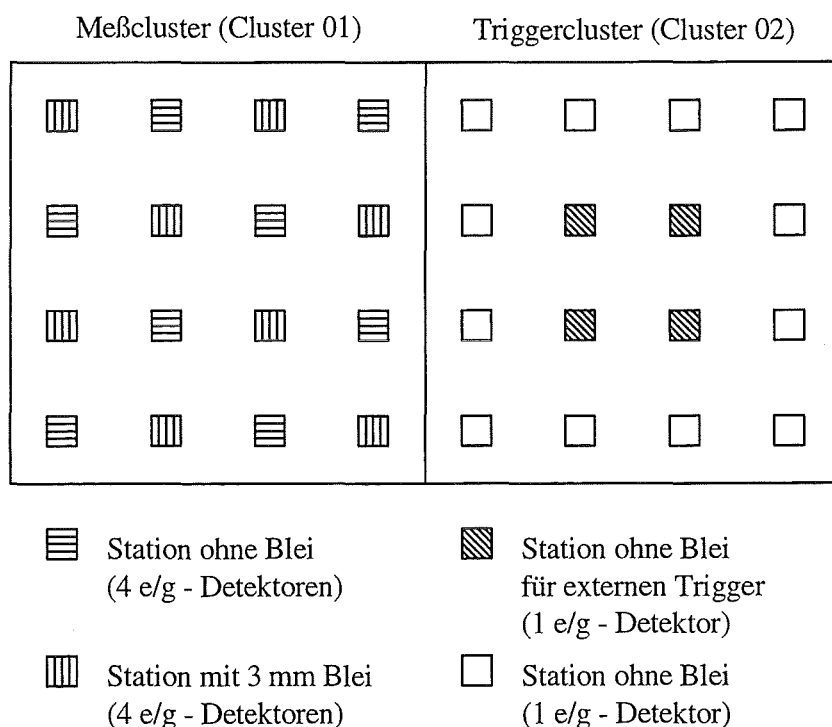 Meßcluster (Cluster 01)
Triggercluster (Cluster 02)
Station ohne Blei
(4 e/g - Detektoren)
Station ohne Blei
für externen Trigger
(1 e/g - Detektor)
Station mit 3 mm Blei
(4 e/g - Detektoren)
Station ohne Blei
(1 e/g - Detektor)